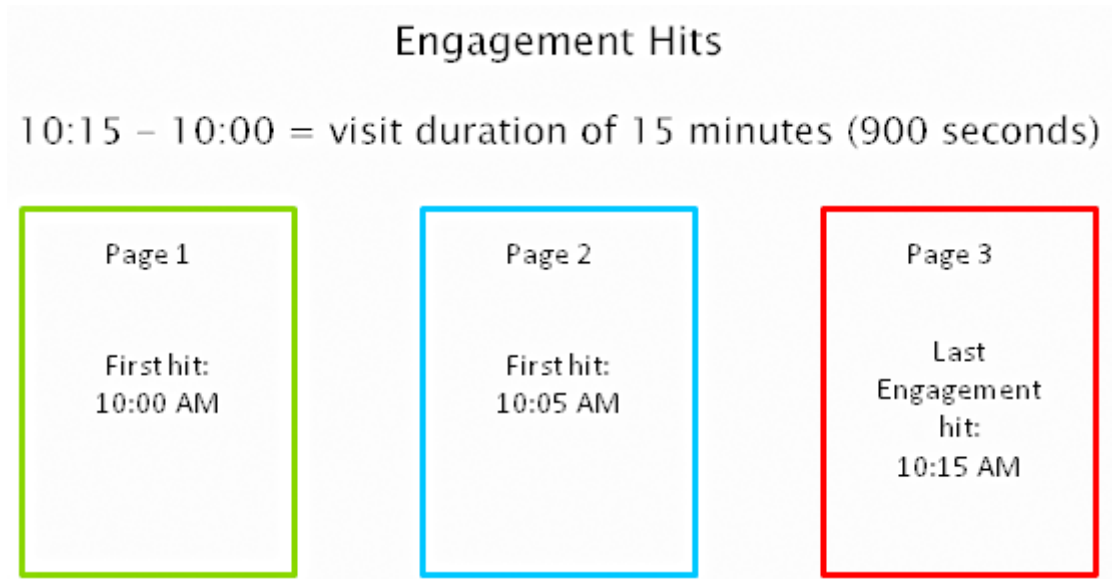 Engagement Hits
10:15 – 10:00 = visit duration of 15 minutes (900 seconds)
Page 1
First hit:
10:00 AM
Page 2
First hit:
10:05 AM
Page 3
Last
Engagement
hit:
10:15 AM